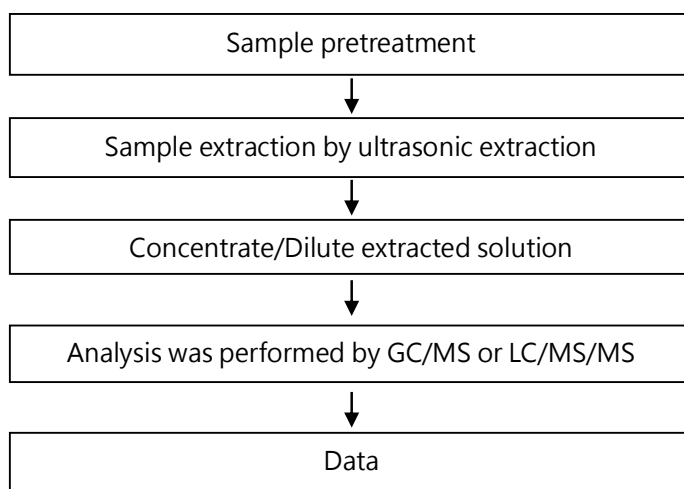 Sample pretreatment
Sample extraction by ultrasonic extraction
Concentrate/Dilute extracted solution
Analysis was performed by GC/MS or LC/MS/MS
Data